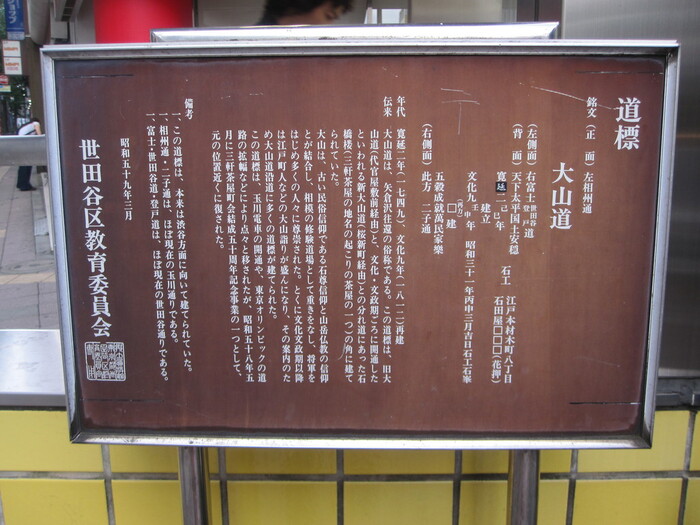 道標
銘文(正 面)左相州通
大山道
(左側面)右富士 世田谷 登戸 道
(背 面)天下太平国土安穏
寛延二己巳年 石工 江戸本材木町八丁目
建立 石田屋□□□(花押)
文化九壬申年 昭和三十一年丙申三月吉日石工石峯
(再カ)□建
五穀成就萬民家樂
(右側面)此方 二子通
年代 寛延二年(一七四九)、文化九年(一八一二)再建
伝来 大山道は、矢倉沢往還の俗称である。この道標は、旧大
山道(代官屋敷前経由)と、文化・文政期ごろに開通した
といわれる新大山道(桜新町経由)との分れ道にあった石
橋楼(三軒茶屋の地名の起こりの茶屋の一つ)の角に建て
られていた。
大山は、古い民俗信仰である石尊信仰と山岳仏教の信仰
とが結合し、相模の修験道場として重きをなし、将軍を
はじめ多くの人々に尊崇された。とくに文化文政期以降
は江戸町人などの大山詣りが盛んになり、その案内のた
め大山道沿道に多くの道標が建てられた。
この道標は、玉川電車の開通や、東京オリンピックの道
路の拡幅などにより点々と移されたが、昭和五十八年五
月に三軒茶屋町会結成五十周年記念事業の一つとして、
元の位置近くに復された。
備考
一、この道標は、本来は渋谷方面に向いて建てられていた。
一、相州通・二子通は、ほぼ現在の玉川通りである。
一、富士・世田谷道・登戸道は、ほぼ現在の世田谷通りである。
昭和五十九年三月
世田谷区教育委員会